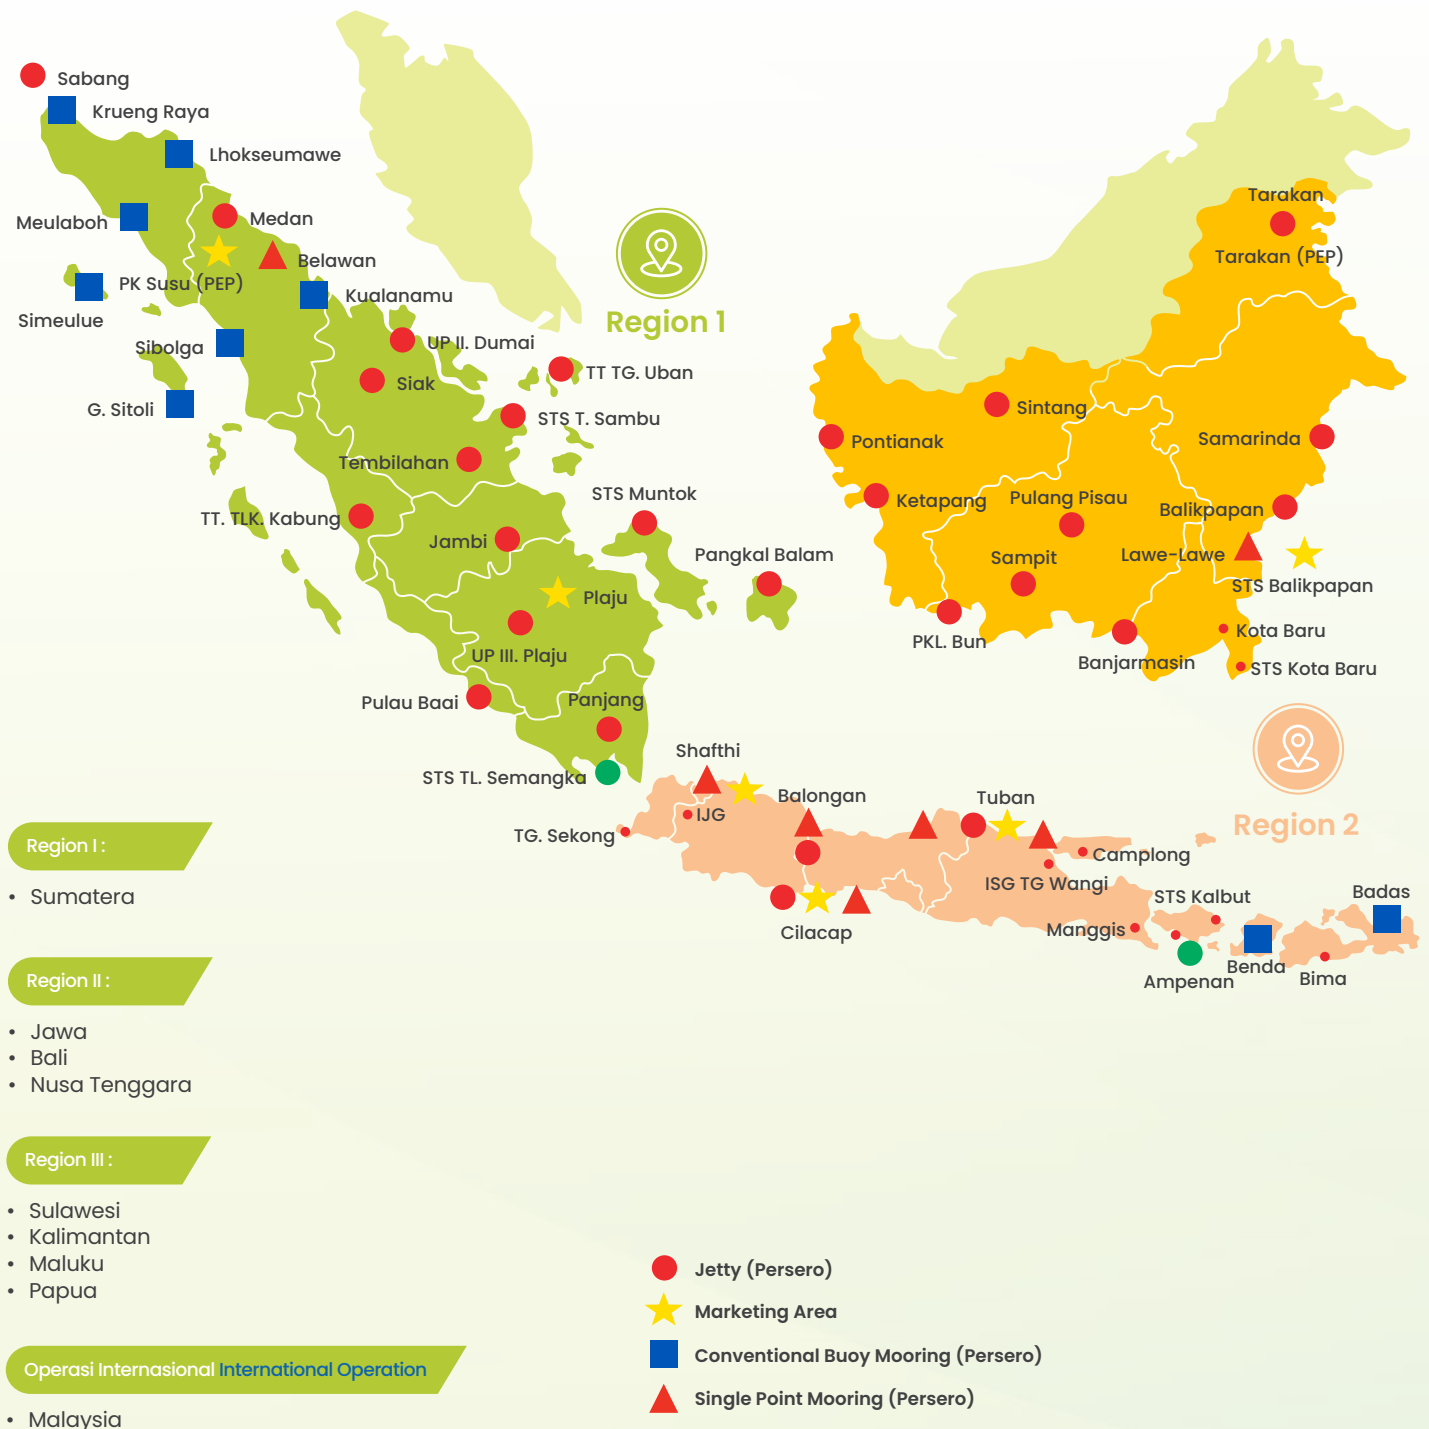 Sabang
Krueng Raya
Lhokseumawe
Meulaboh
Medan
Belawan
PK Susu (PEP)
Kualanamu
Simeulue
Sibolga
UP II. Dumai
Siak
G. Sitoli
TT TG. Uban
STS T. Sambu
Tembilahan
STS Muntok
TT. TLK. Kabung
Jambi
Pangkal Balam
Plaju
UP III. Plaju
Pulau Baai
Panjang
STS TL. Semangka
Region 1
Tarakan
Tarakan (PEP)
Sintang
Pontianak
Samarinda
Ketapang
Pulang Pisau
Balikpapan
Sampit
Lawe-Lawe
STS Balikpapan
PKL. Bun
Kota Baru
Banjarmasin
STS Kota Baru
Region 2
Shafthi
Balongan
Tuban
IJG
TG. Sekong
Camplong
ISG TG Wangi
STS Kalbut
Badas
Cilacap
Manggis
Benda
Ampenan
Bima
Region I :
• Sumatera
Region II :
• Jawa
• Bali
• Nusa Tenggara
Region III :
• Sulawesi
• Kalimantan
• Maluku
• Papua
Operasi Internasional International Operation
• Malaysia
Jetty (Persero)
Marketing Area
Conventional Buoy Mooring (Persero)
Single Point Mooring (Persero)